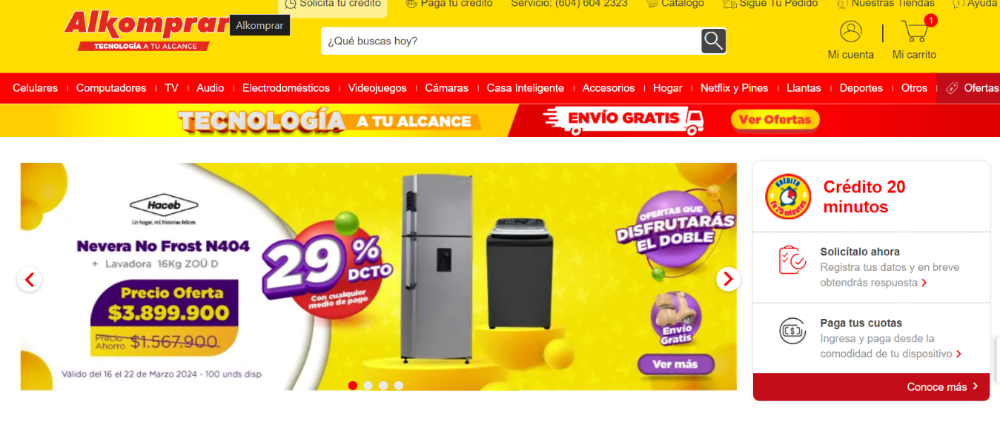 Solicita tu crédito
Paga tu crédito
Servicio: (604) 604 2323
Catálogo
Sigue Tu Pedido
Nuestras Tiendas
Ayuda
Alkomprar
TECNOLOGÍA A TU ALCANCE
Alkomprar
¿Qué buscas hoy?
1
Mi cuenta
Mi carrito
Celulares
Computadores
TV
Audio
Electrodomésticos
Videojuegos
Cámaras
Casa Inteligente
Accesorios
Hogar
Netflix y Pines
Llantas
Deportes
Otros
Ofertas
TECNOLOGÍA A TU ALCANCE
ENVÍO GRATIS
Ver Ofertas
Haceb
Un hogar, mil historias felices
Nevera No Frost N404
+ Lavadora 16Kg ZOÜ D
Precio Oferta
$3.899.900
Precio
Ahorro $1.567.900
Válido del 16 el 22 de Marzo 2024 - 100 unds disp
29%
DCTO
Con cualquier
medio de pago
OFERTAS QUE
DISFRUTARÁS
EL DOBLE
Envío
Gratis
Ver más
KRÉDITO
En 20 minutos
Crédito 20
minutos
Solicítalo ahora
Registra tus datos y en breve
obtendrás respuesta
Paga tus cuotas
Ingresa y paga desde la
comodidad de tu dispositivo
Conoce más